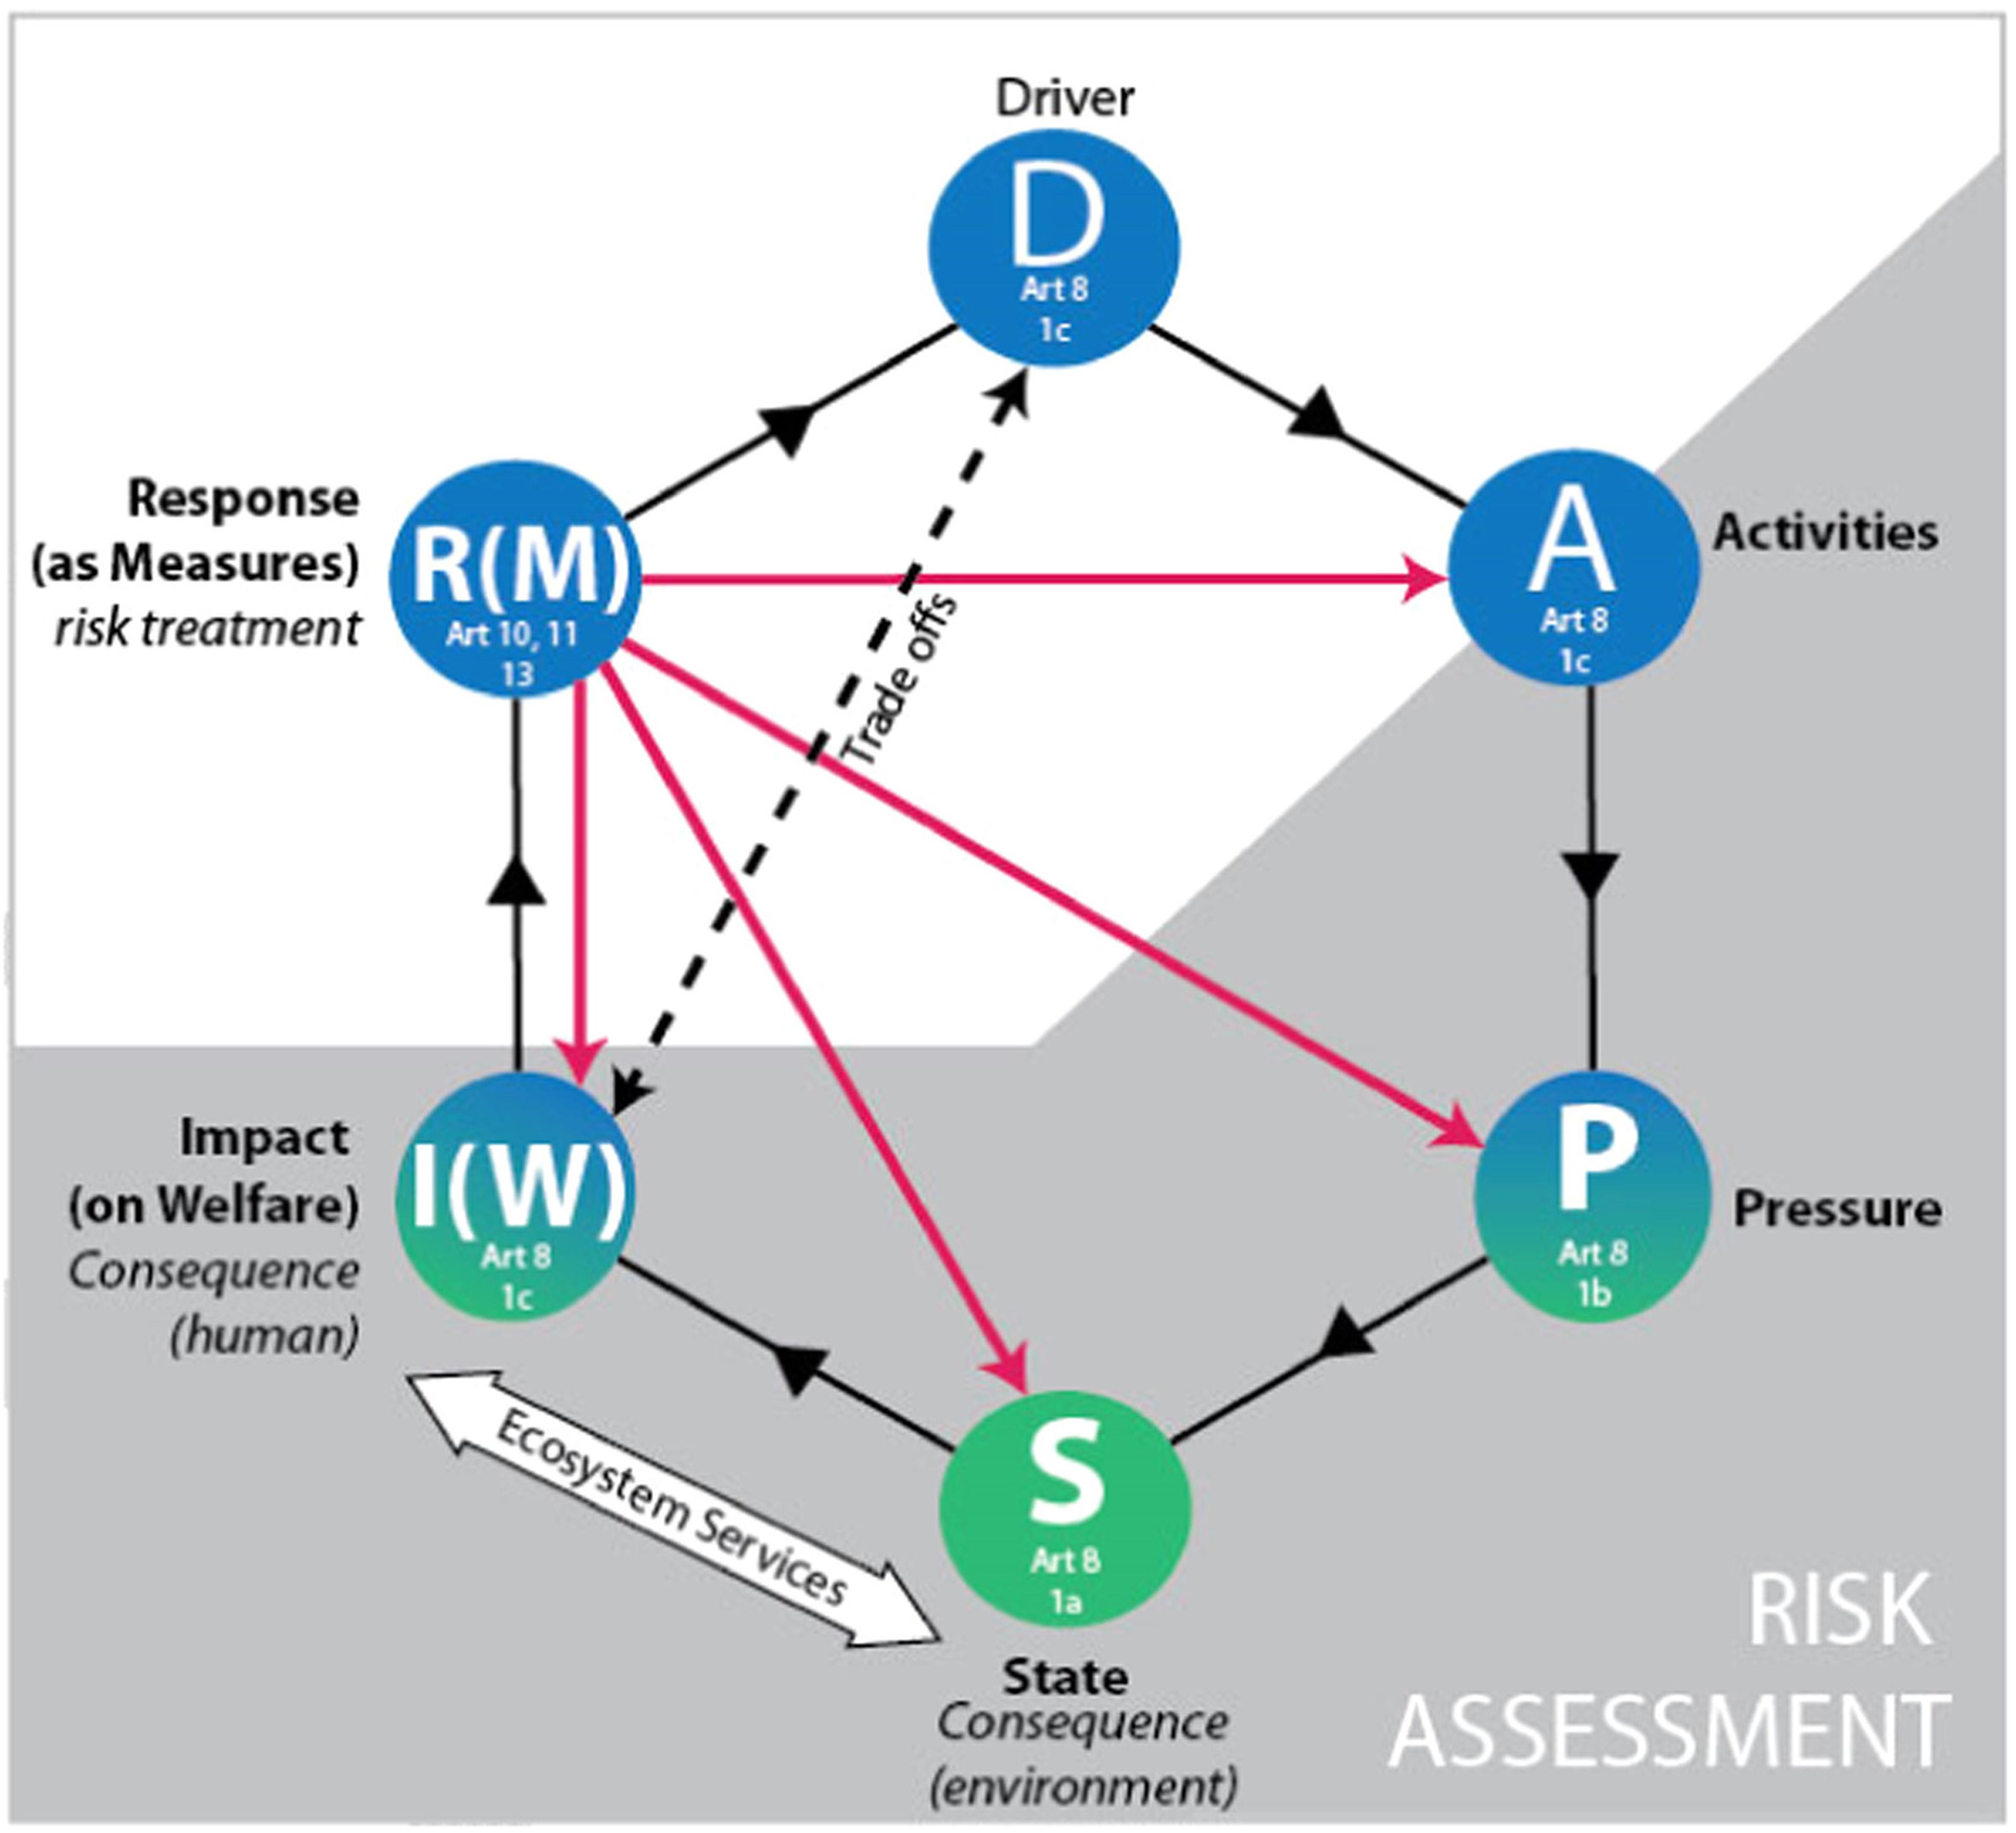 Driver
D
Art 8
1c
Response
(as Measures)
risk treatment
R(M)
Art 10, 11
13
A
Art 8
1c
Activities
Trade offs
Impact
(on Welfare)
Consequence
(human)
I(W)
Art 8
1c
P
Art 8
1b
Pressure
Ecosystem Services
S
Art 8
1a
State
Consequence
(environment)
RISK
ASSESSMENT